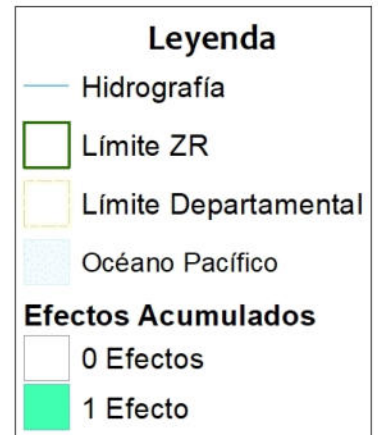 Leyenda
Hidrografía
Límite ZR
Límite Departamental
Océano Pacífico
Efectos Acumulados
0 Efectos
1 Efecto